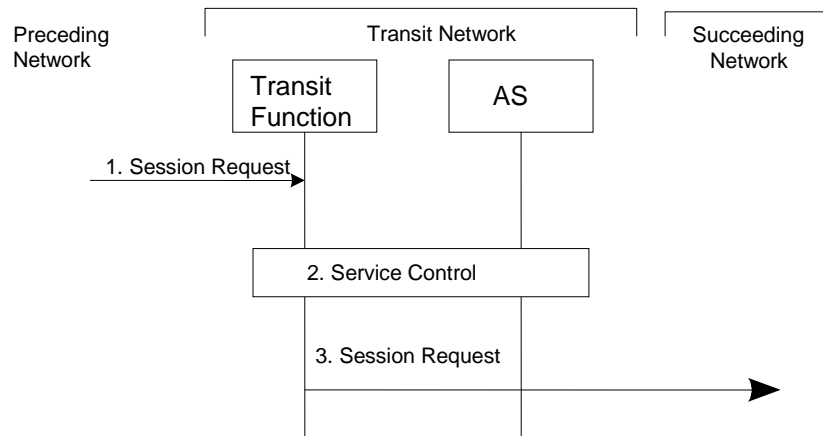 Preceding
Network
Transit Network
Succeeding
Network
Transit
Function
AS
1. Session Request
2. Service Control
3. Session Request